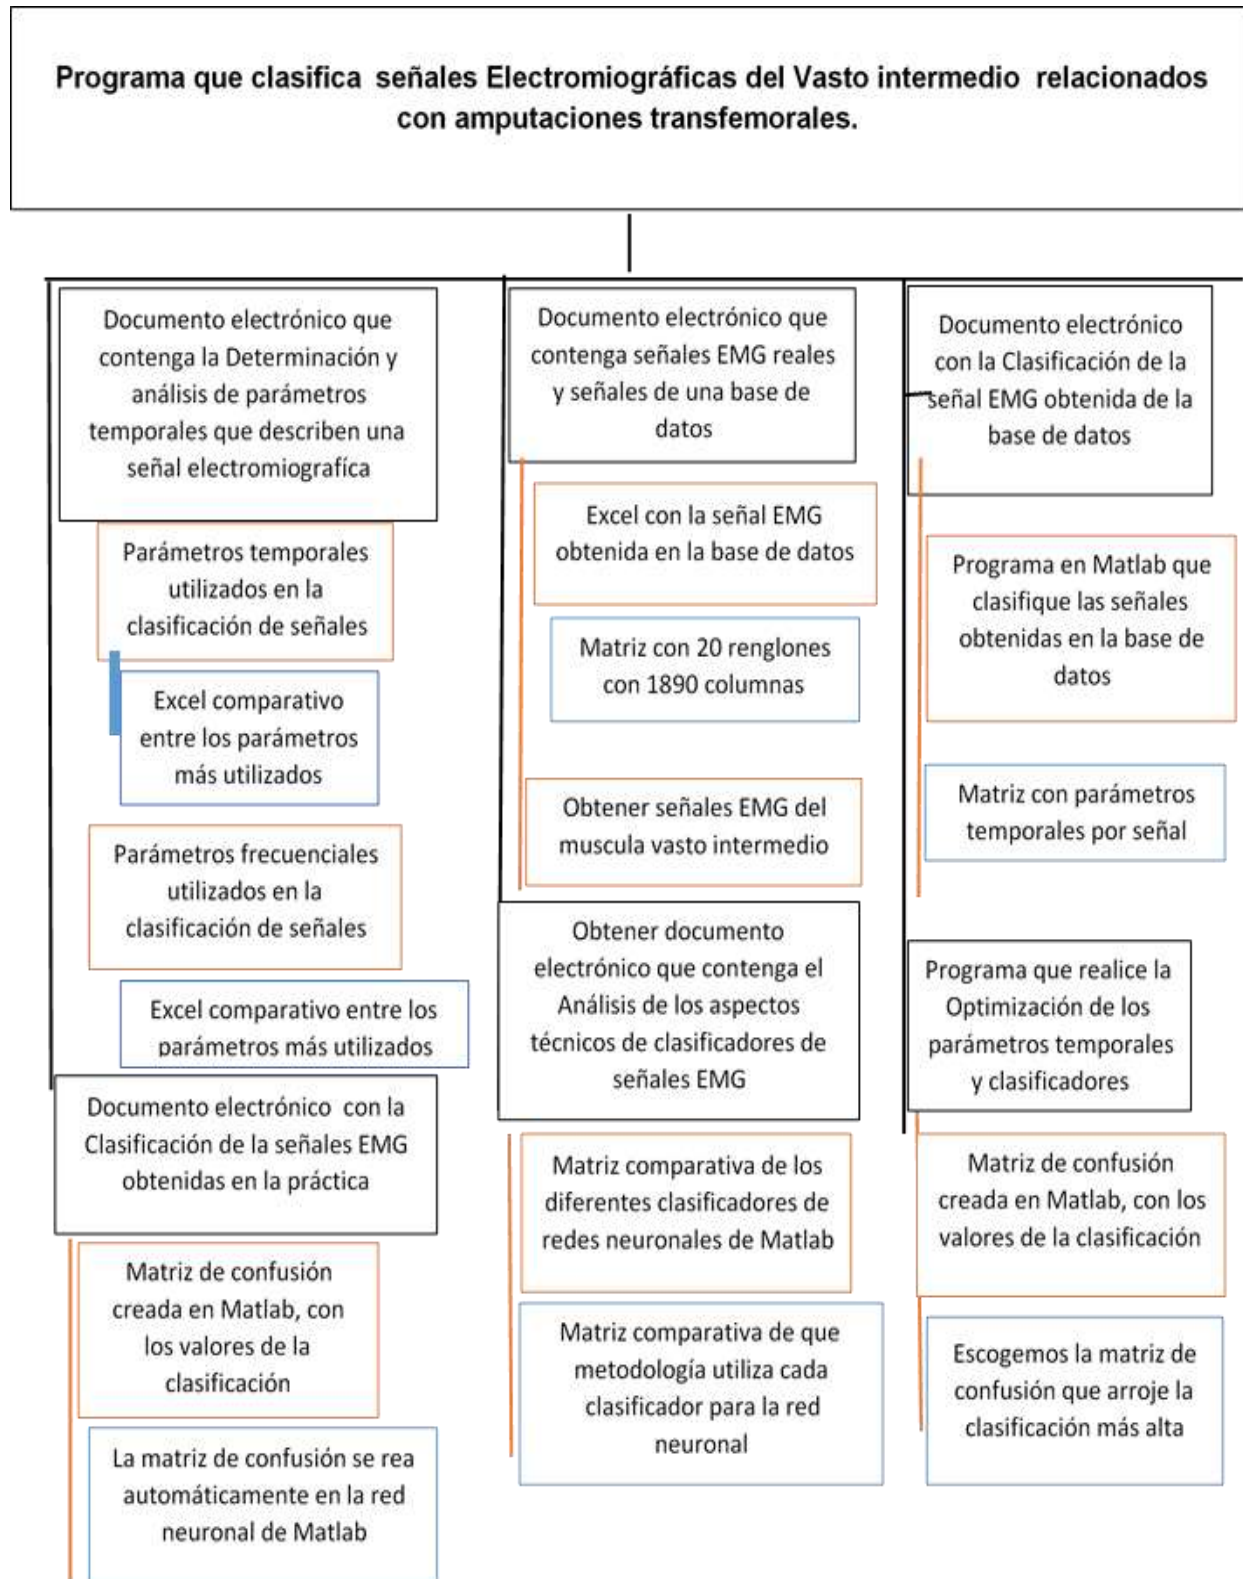 Programa que clasifica señales Electromiográficas del Vasto intermedio relacionados
con amputaciones transfemorales.
Documento electrónico que
contenga la Determinación y
análisis de parámetros
temporales que describen una
señal electromiografíca
Parámetros temporales
utilizados en la
clasificación de señales
Excel comparativo
entre los parámetros
más utilizados
Parámetros frecuenciales
utilizados en la
clasificación de señales
Excel comparativo entre los
parámetros más utilizados
Documento electrónico con la
Clasificación de la señales EMG
obtenidas en la práctica
Matriz de confusión
creada en Matlab, con
los valores de la
clasificación
La matriz de confusión se rea
automáticamente en la red
neuronal de Matlab
Documento electrónico que
contenga señales EMG reales
y señales de una base de
datos
Excel con la señal EMG
obtenida en la base de datos
Matriz con 20 renglones
con 1890 columnas
Obtener señales EMG del
muscula vasto intermedio
Obtener documento
electrónico que contenga el
Análisis de los aspectos
técnicos de clasificadores de
señales EMG
Matriz comparativa de los
diferentes clasificadores de
redes neuronales de Matlab
Matriz comparativa de que
metodología utiliza cada
clasificador para la red
neuronal
Documento electrónico
con la Clasificación de la
señal EMG obtenida de la
base de datos
Programa en Matlab que
clasifique las señales
obtenidas en la base de
datos
Matriz con parámetros
temporales por señal
Programa que realice la
Optimización de los
parámetros temporales
y clasificadores
Matriz de confusión
creada en Matlab, con los
valores de la clasificación
Escogemos la matriz de
confusión que arroje la
clasificación más alta